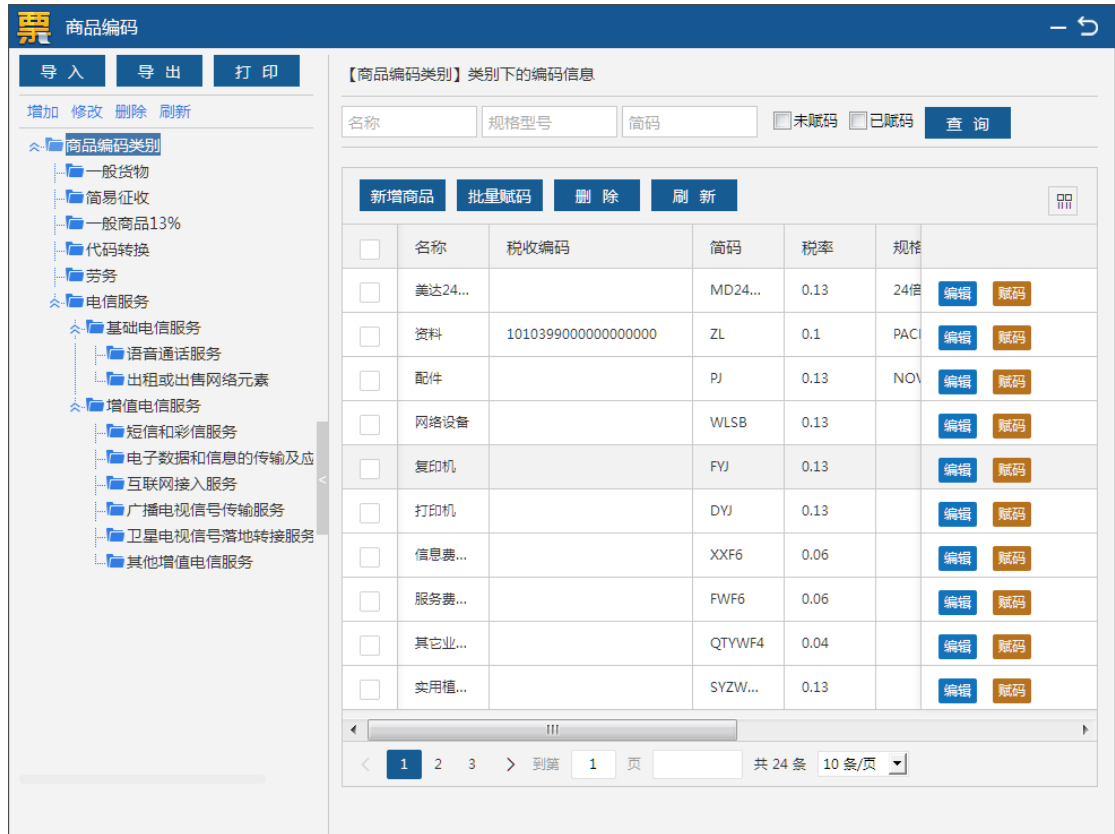 票 商品编码
导 入 导 出 打 印
增加 修改 删除 刷新
商品编码类别
一般货物
简易征收
一般商品13%
代码转换
劳务
电信服务
基础电信服务
语音通话服务
出租或出售网络元素
增值电信服务
短信和彩信服务
电子数据和信息的传输及应
互联网接入服务
广播电视信号传输服务
卫星电视信号落地转接服务
其他增值电信服务
<
【商品编码类别】类别下的编码信息
名称 规格型号 简码 未赋码 已赋码 查 询
新增商品 批量赋码 删 除 刷 新
名称 税收编码 简码 税率 规格
美达24... MD24... 0.13 24倍 编辑 赋码
资料 1010399000000000000 ZL 0.1 PACI 编辑 赋码
配件 PJ 0.13 NOV 编辑 赋码
网络设备 WLSB 0.13 编辑 赋码
复印机 FYJ 0.13 编辑 赋码
打印机 DYJ 0.13 编辑 赋码
信息费... XXF6 0.06 编辑 赋码
服务费... FWF6 0.06 编辑 赋码
其它业... QTYWF4 0.04 编辑 赋码
实用植... SYZW... 0.13 编辑 赋码
< 1 2 3 > 到第 1 页 共 24 条 10 条/页